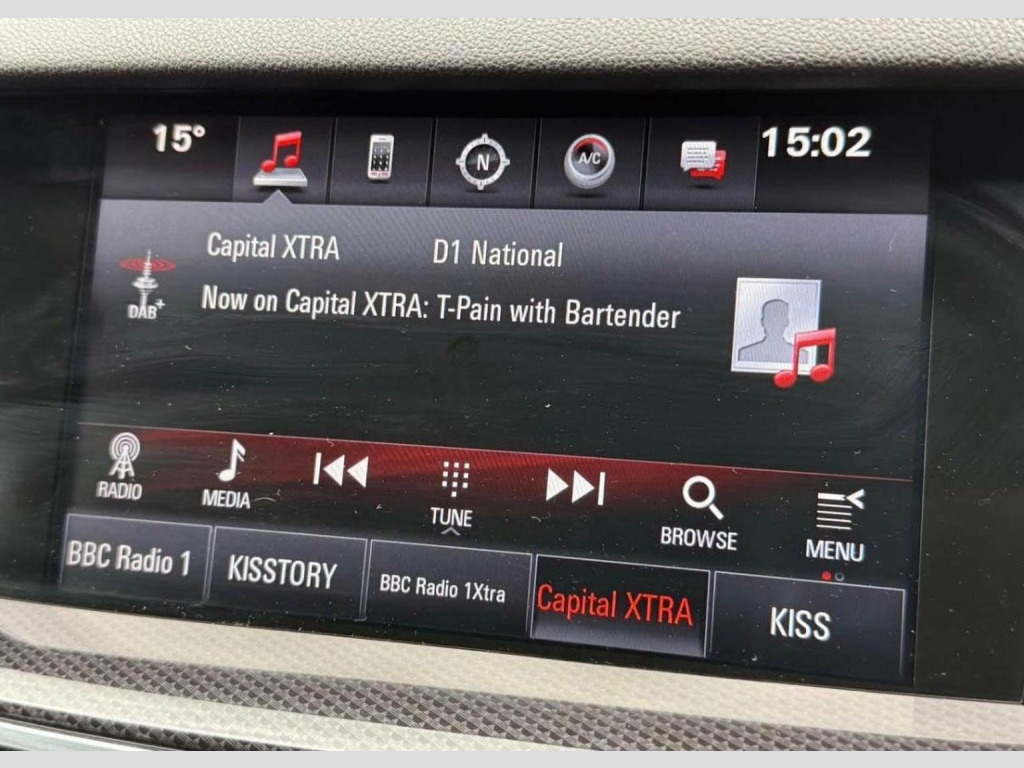 15°
N
A/C
15:02
Capital XTRA D1 National
DAB+
Now on Capital XTRA: T-Pain with Bartender
RADIO
MEDIA
TUNE
BROWSE
MENU
BBC Radio 1
KISSTORY
BBC Radio 1Xtra
Capital XTRA
KISS